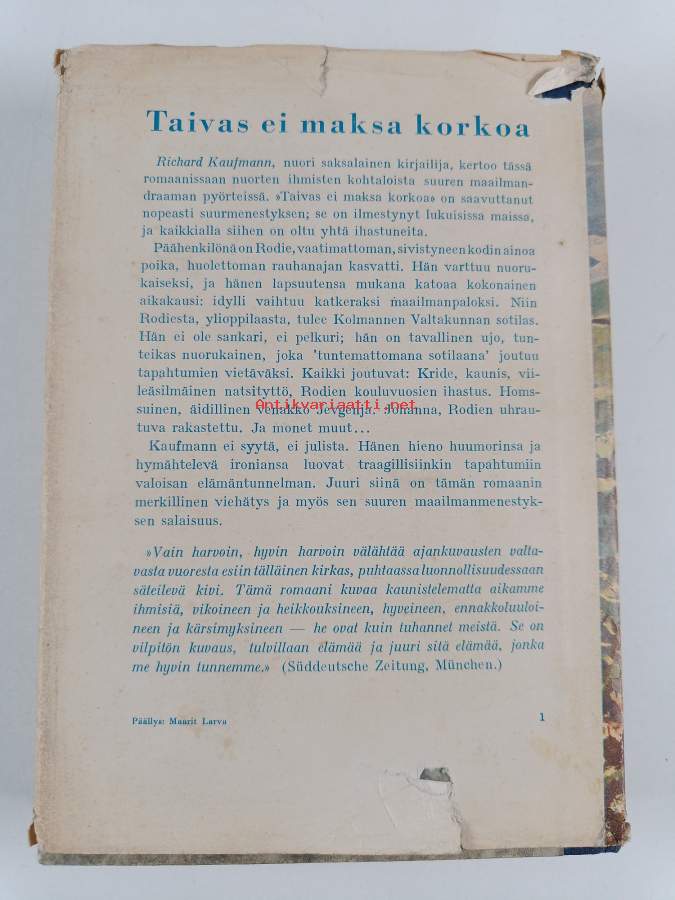 Taivas ei maksa korkoa
Richard Kaufmann, nuori saksalainen kirjailija, kertoo tässä
romaanissaan nuorten ihmisten kohtaloista suuren maailman-
draaman pyörteissä. »Taivas ei maksa korkoa» on saavuttanut
nopeasti suurmenestyksen; se on ilmestynyt lukuisissa maissa,
ja kaikkialla siihen on oltu yhtä ihastuneita.
Päähenkilönä on Rodie, vaatimattoman, sivistyneen kodin ainoa
poika, huolettoman rauhanajan kasvatti. Hän varttuu nuoru-
kaiseksi, ja hänen lapsuutensa mukana katoaa kokonainen
aikakausi: idylli vaihtuu katkeraksi maailmanpaloksi. Niin
Rodiesta, ylioppilaasta, tulee Kolmannen Valtakunnan sotilas.
Hän ei ole sankari, ei pelkuri; hän on tavallinen ujo, tun-
teikas nuorukainen, joka 'tuntemattomana sotilaana' joutuu
tapahtumien vietäväksi. Kaikki joutuvat: Kride, kaunis, vii-
leäsilmäinen natsityttö, Rodien kouluvuosien ihastus. Homs-
suinen, äidillinen venakko Jevgenja. Johanna, Rodien uhrau-
tuva rakastettu. Ja monet muut...
Antikvariaatti.net
Kaufmann ei syytä, ei julista. Hänen hieno huumorinsa ja
hymähtelevä ironiansa luovat traagillisiinkin tapahtumiin
valoisan elämäntunnelman. Juuri siinä on tämän romaanin
merkillinen viehätys ja myös sen suuren maailmanmenestyk-
sen salaisuus.
»Vain harvoin, hyvin harvoin välähtää ajankuvausten valta-
vasta vuoresta esiin tälläinen kirkas, puhtaassa luonnollisuudessaan
säteilevä kivi. Tämä romaani kuvaa kaunistelematta aikamme
ihmisiä, vikoineen ja heikkouksineen, hyveineen, ennakkoluuloi-
neen ja kärsimyksineen — he ovat kuin tuhannet meistä. Se on
vilpitön kuvaus, tulvillaan elämää ja juuri sitä elämää, jonka
me hyvin tunnemme.» (Süddeutsche Zeitung, München.)
Päällys: Maarit Larva
1